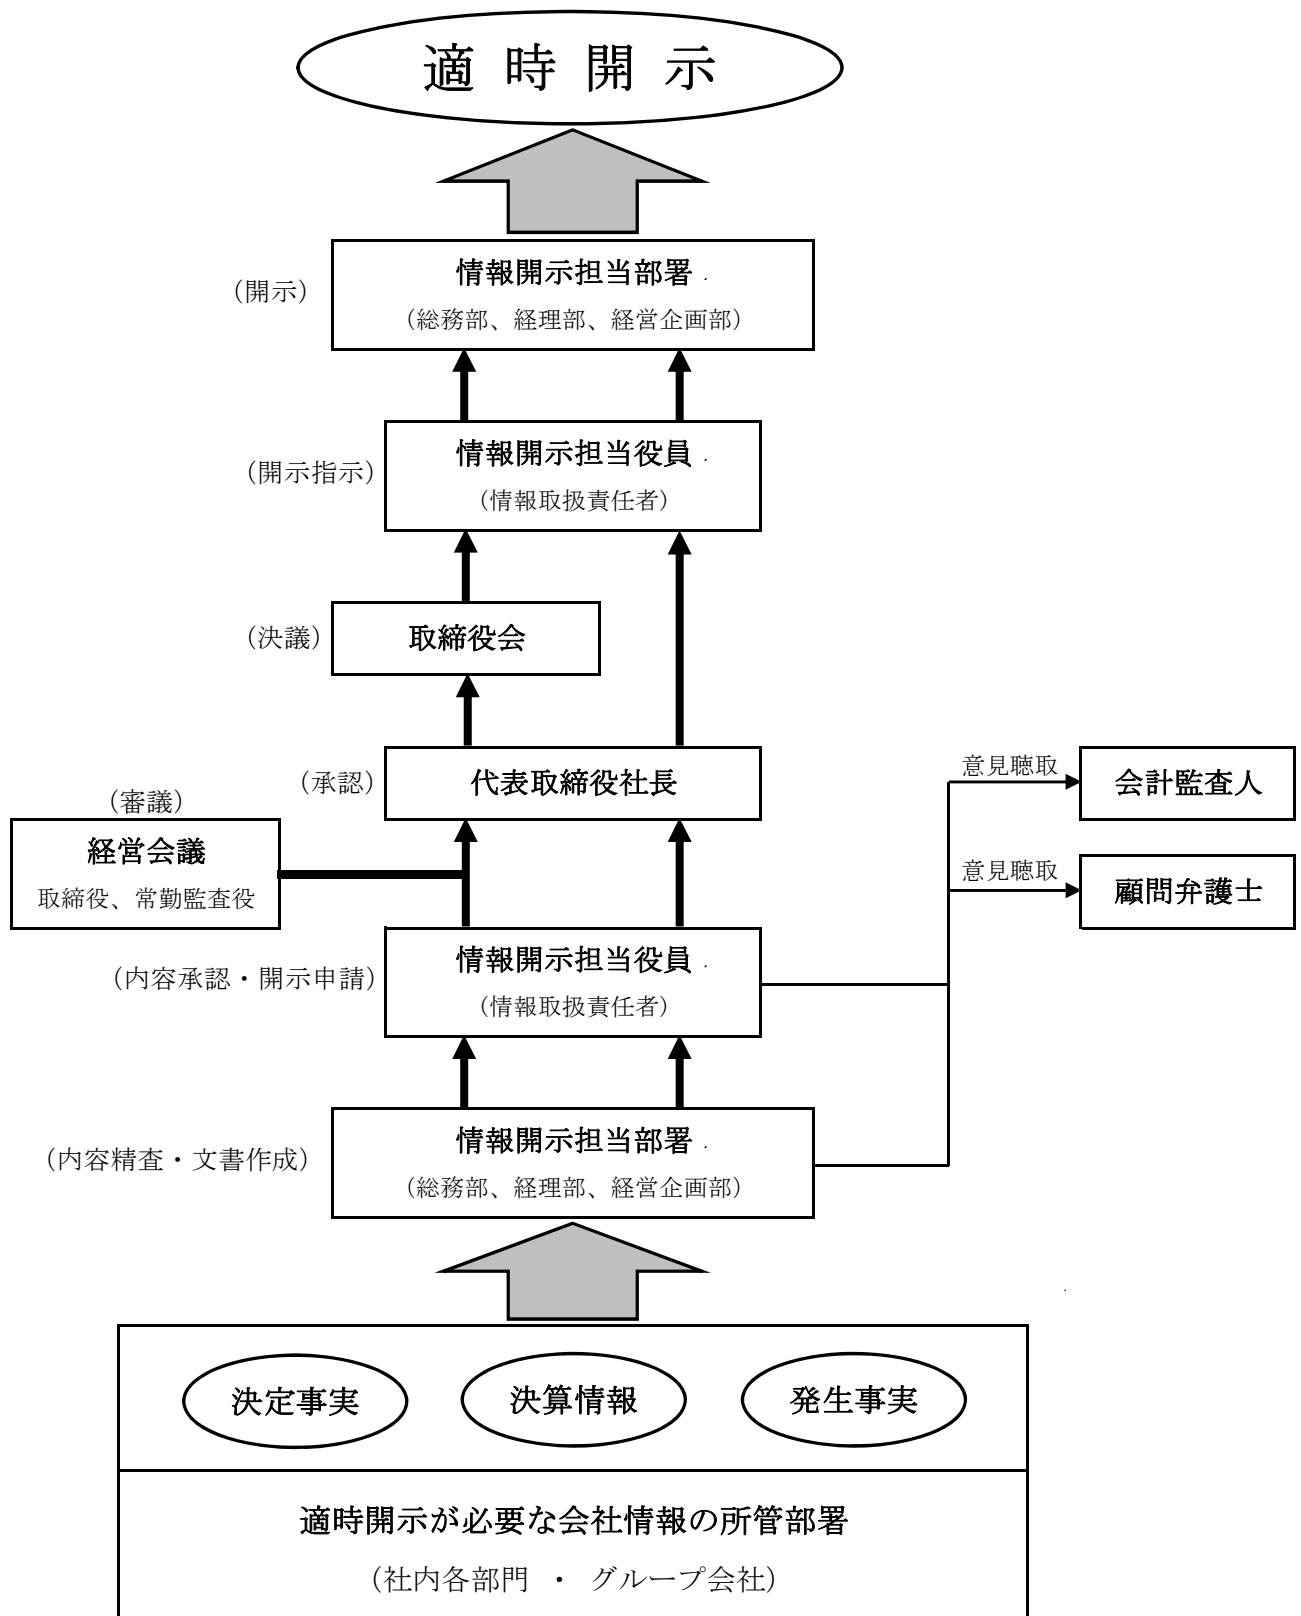 適 時 開 示
情報開示担当部署
（開示）
（総務部、経理部、経営企画部）
情報開示担当役員
（開示指示）
（情報取扱責任者）
（決議）
取締役会
（承認）
代表取締役社長
意見聴取
会計監査人
（審議）
経営会議
取締役、常勤監査役
意見聴取
顧問弁護士
情報開示担当役員
（内容承認・開示申請）
（情報取扱責任者）
情報開示担当部署
（内容精査・文書作成）
（総務部、経理部、経営企画部）
決定事実
決算情報
発生事実
適時開示が必要な会社情報の所管部署
（社内各部門 ・ グループ会社）